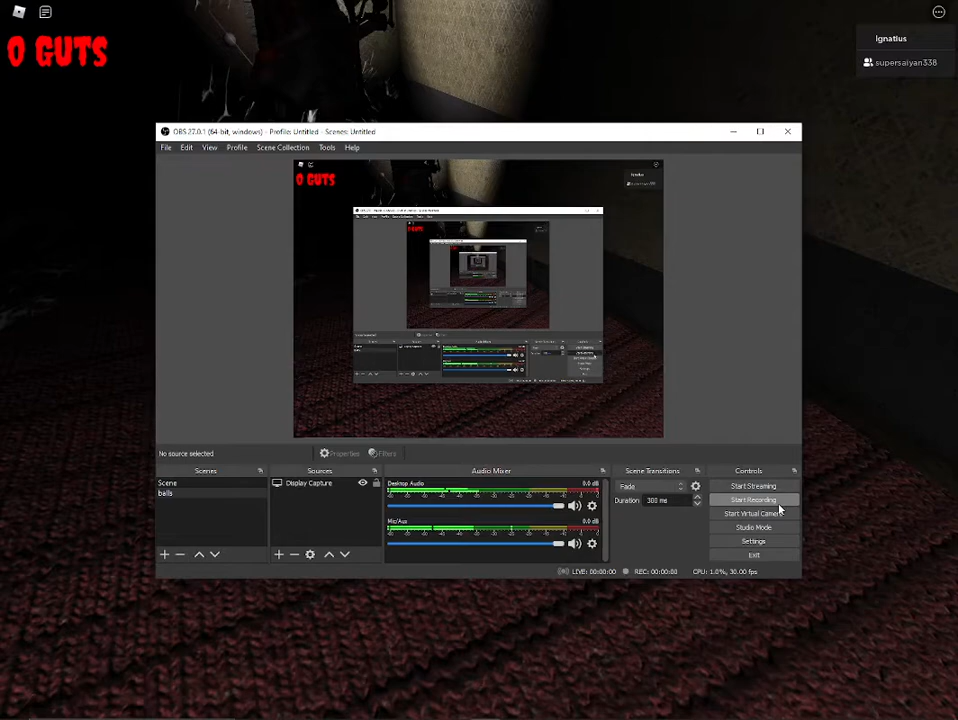 0 GUTS
Ignatius
supersaiyan338
OBS 27.0.1 (64-bit, windows) - Profile: Untitled - Scenes: Untitled
File Edit View Profile Scene Collection Tools Help
0 GUTS
No source selected
Properties
Filters
Scenes
Scene
balls
Sources
Display Capture
Audio Mixer
Desktop Audio
0.0 dB
Mic/Aux
0.0 dB
Scene Transitions
Fade
Duration 300 ms
Controls
Start Streaming
Start Recording
Start Virtual Camera
Studio Mode
Settings
Exit
LIVE: 00:00:00
REC: 00:00:00
CPU: 1.0%, 30.00 fps